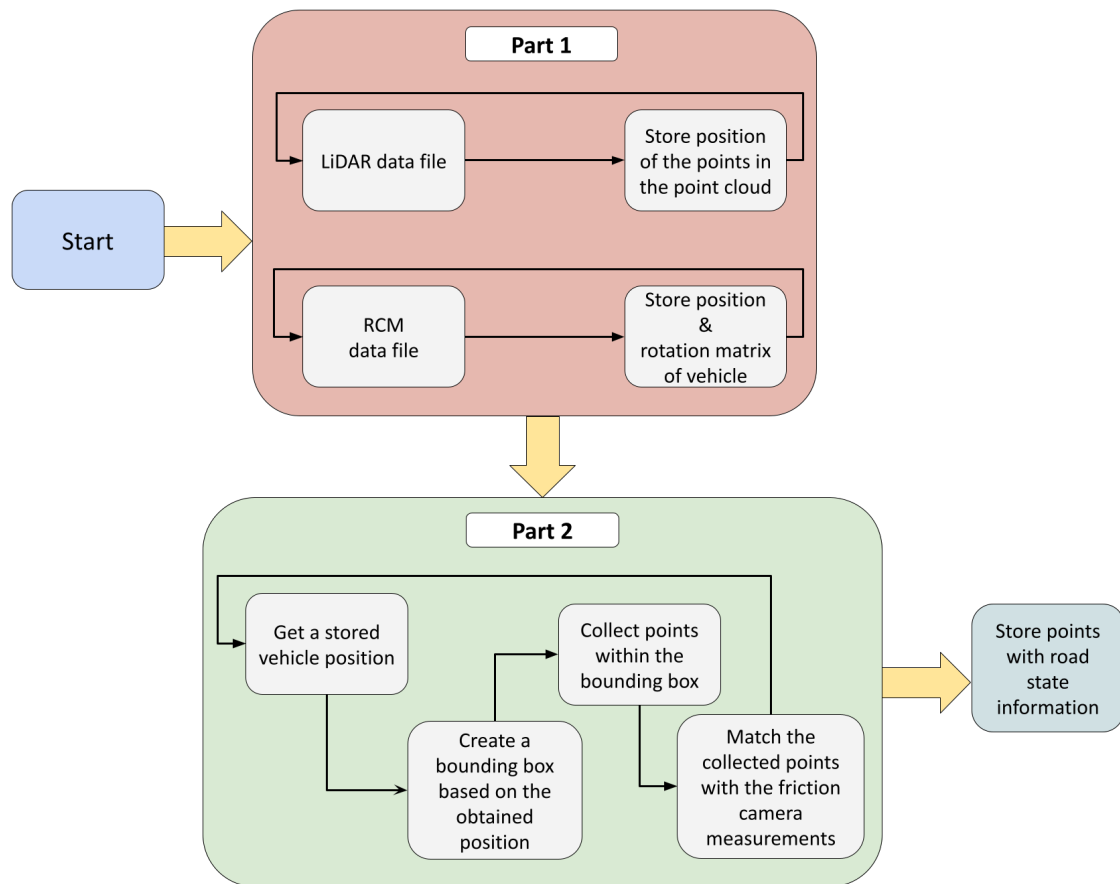 Part 1
LiDAR data file
Store position
of the points in
the point cloud
Start
RCM
data file
Store position
&
rotation matrix
of vehicle
Part 2
Get a stored
vehicle position
Create a
bounding box
based on the
obtained
position
Collect points
within the
bounding box
Match the
collected points
with the friction
camera
measurements
Store points
with road
state
information